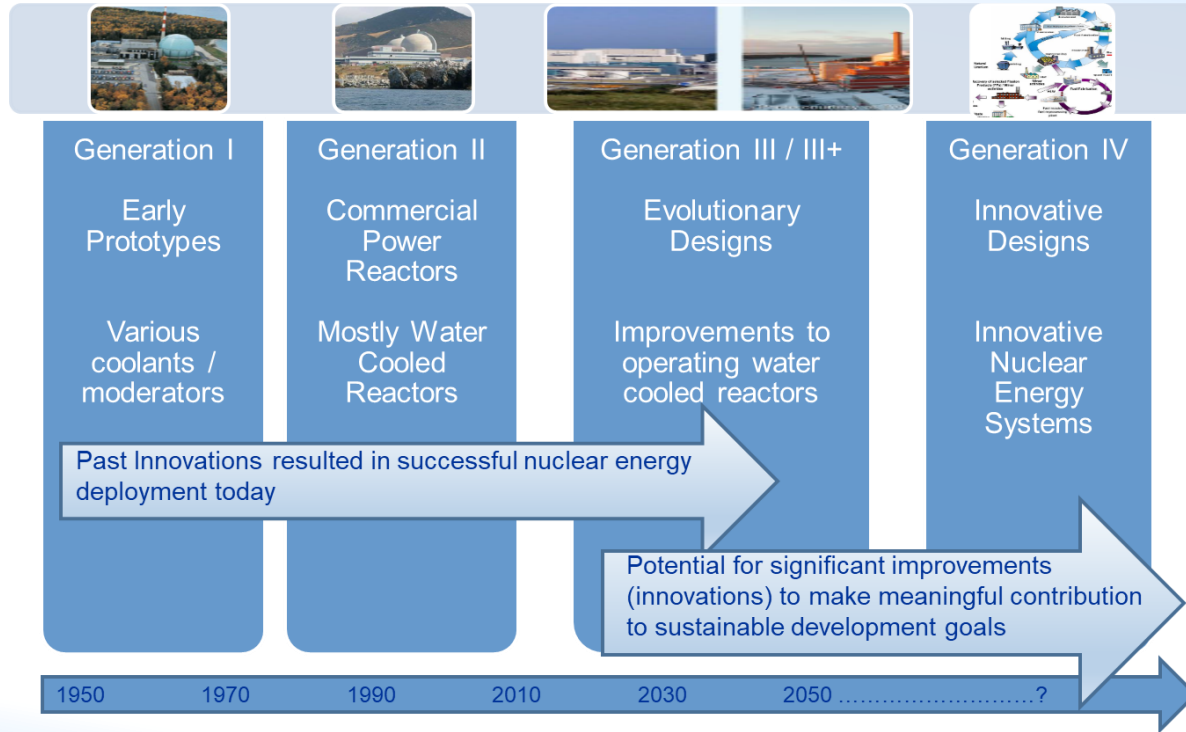 Generation I
Early
Prototypes
Various
coolants /
moderators
Generation II
Commercial
Power
Reactors
Mostly Water
Cooled
Reactors
Generation III / III+
Evolutionary
Designs
Improvements to
operating water
cooled reactors
Generation IV
Innovative
Designs
Innovative
Nuclear
Energy
Systems
Past Innovations resulted in successful nuclear energy
deployment today
Potential for significant improvements
(innovations) to make meaningful contribution
to sustainable development goals
1950 1970 1990 2010 2030 2050 ............................?